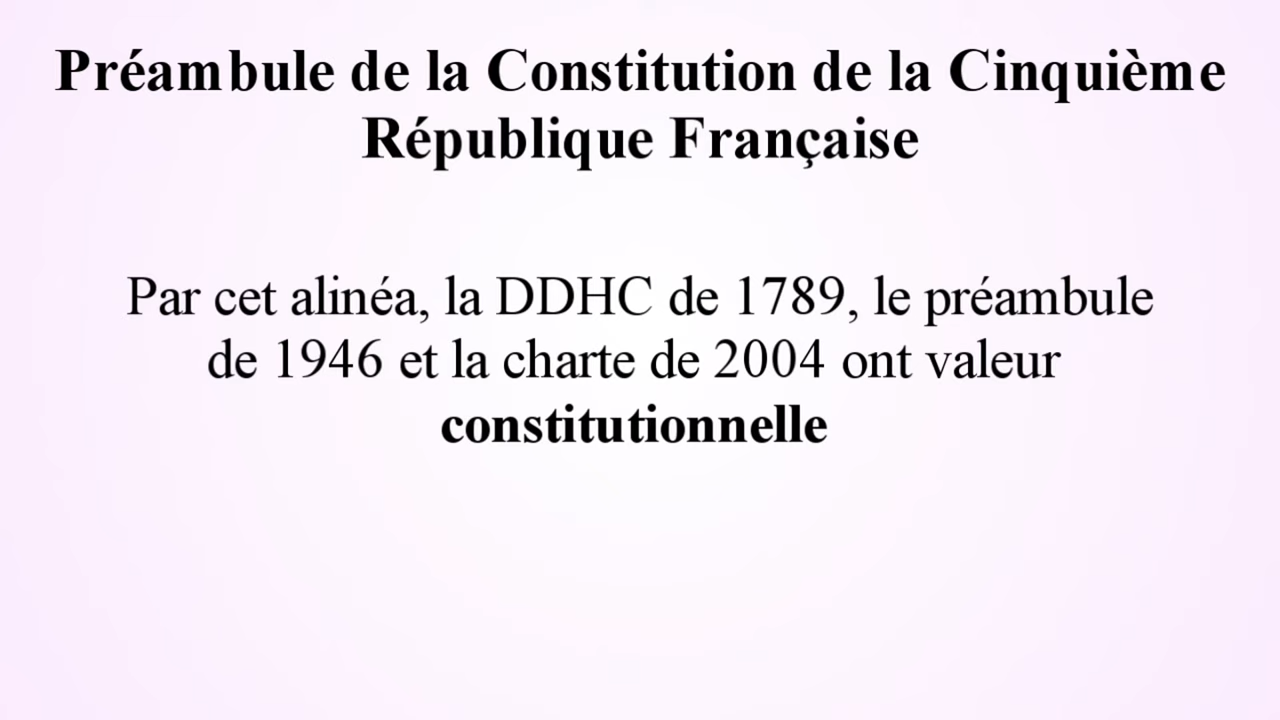 Préambule de la Constitution de la Cinquième
République Française
Par cet alinéa, la DDHC de 1789, le préambule
de 1946 et la charte de 2004 ont valeur
constitutionnelle